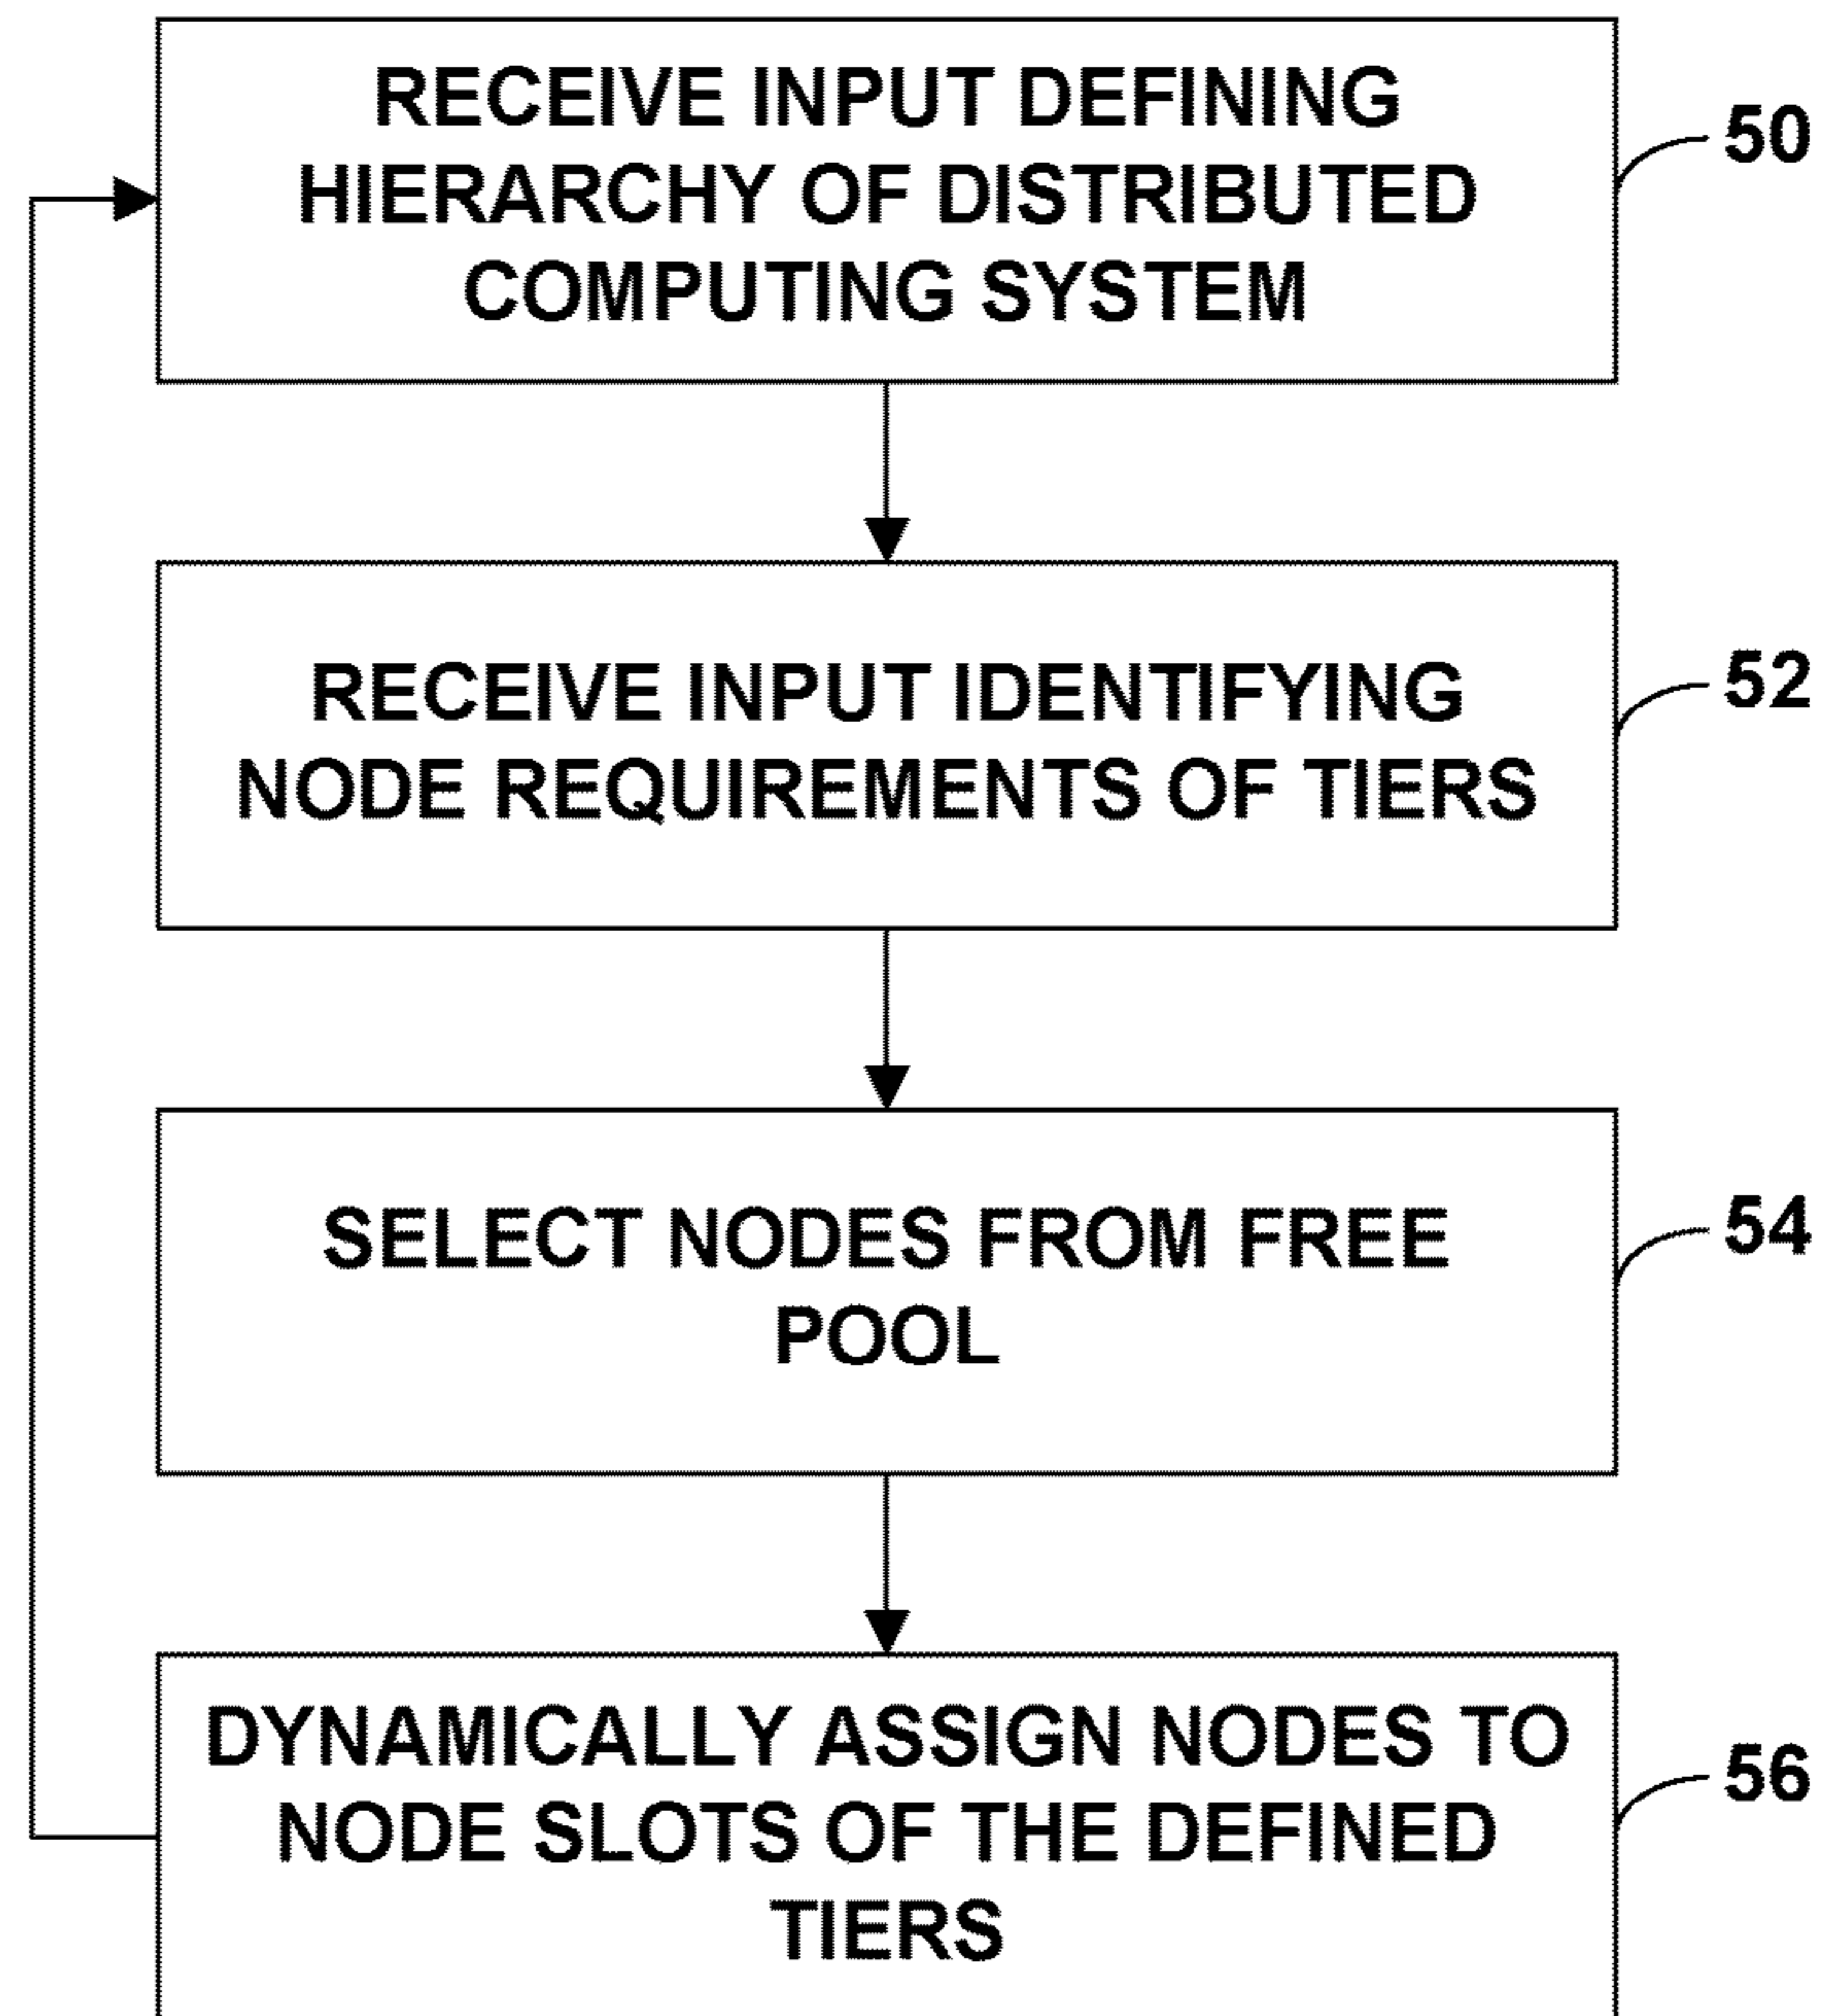 RECEIVE INPUT DEFINING
HIERARCHY OF DISTRIBUTED
COMPUTING SYSTEM
50
RECEIVE INPUT IDENTIFYING
NODE REQUIREMENTS OF TIERS
52
SELECT NODES FROM FREE
POOL
54
DYNAMICALLY ASSIGN NODES TO
NODE SLOTS OF THE DEFINED
TIERS
56